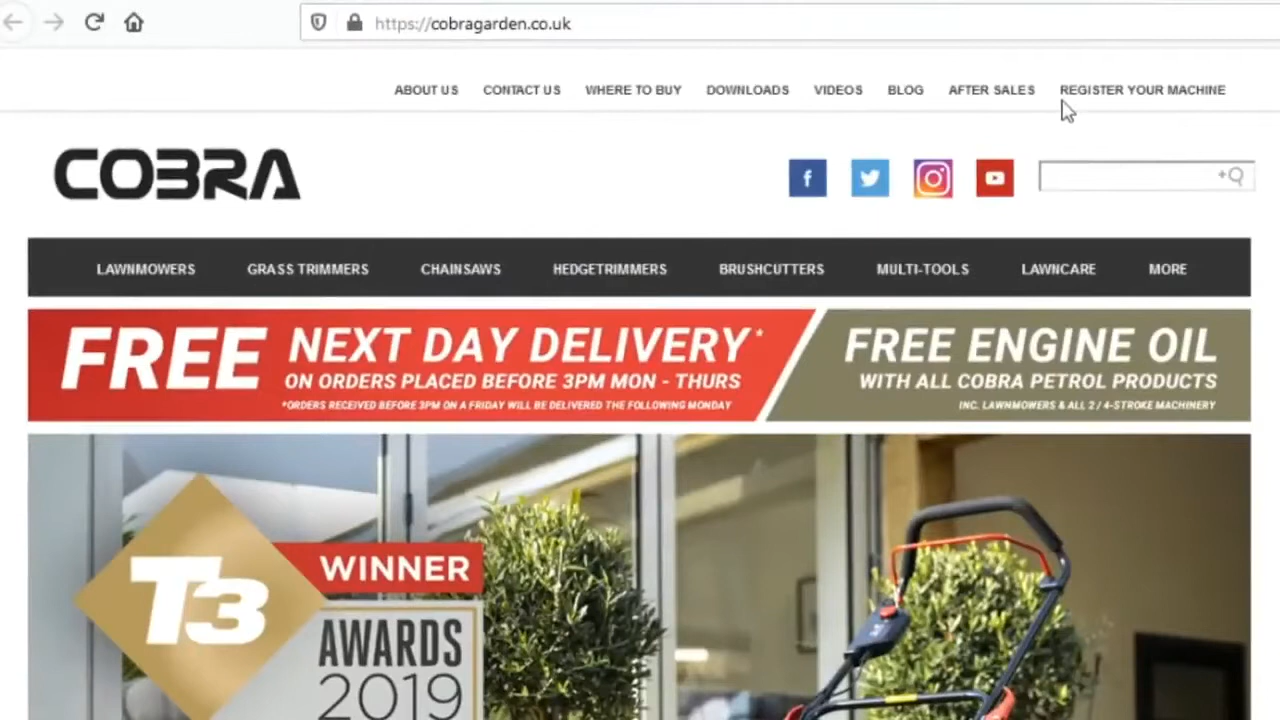 https://cobragarden.co.uk
ABOUT US CONTACT US WHERE TO BUY DOWNLOADS VIDEOS BLOG AFTER SALES REGISTER YOUR MACHINE
COBRA
LAWNMOWERS GRASS TRIMMERS CHAINSAWS HEDGETRIMMERS BRUSHCUTTERS MULTI-TOOLS LAWNCARE MORE
FREE NEXT DAY DELIVERY*
ON ORDERS PLACED BEFORE 3PM MON - THURS
*ORDERS RECEIVED BEFORE 3PM ON A FRIDAY WILL BE DELIVERED THE FOLLOWING MONDAY
FREE ENGINE OIL
WITH ALL COBRA PETROL PRODUCTS
INC. LAWNMOWERS & ALL 2 / 4-STROKE MACHINERY
T3
WINNER
AWARDS
2019